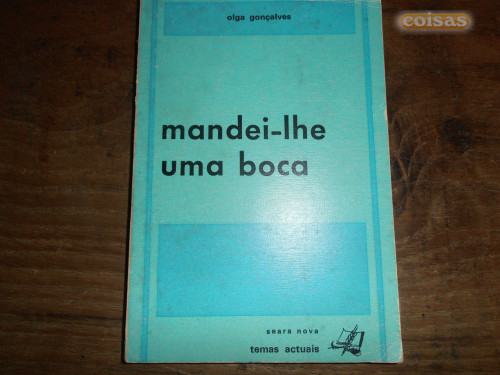 coisas
olga gonçalves
mandei-lhe
uma boca
seara nova
temas actuais